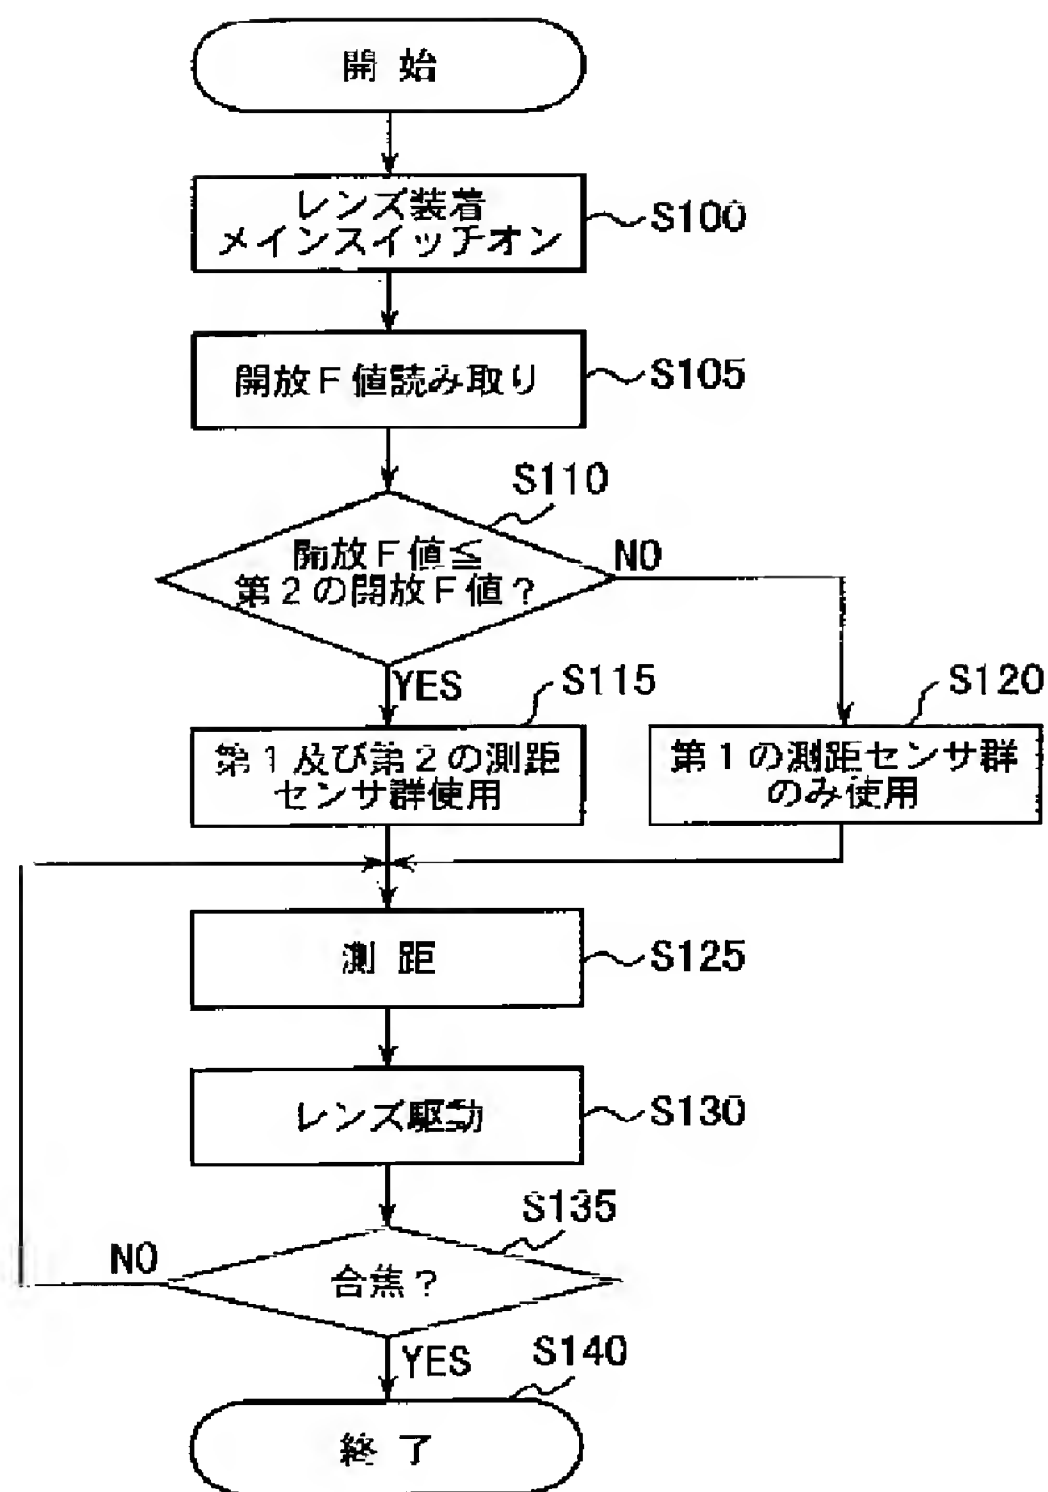 開 始
レンズ装着
メインスイッチオン
S100
開放F値読み取り
S105
S110
開放F値≦
第2の開放F値?
NO
YES
S115
第1及び第2の測距
センサ群使用
S120
第1の測距センサ群
のみ使用
測 距
S125
レンズ駆動
S130
S135
合焦?
NO
YES
S140
終 了